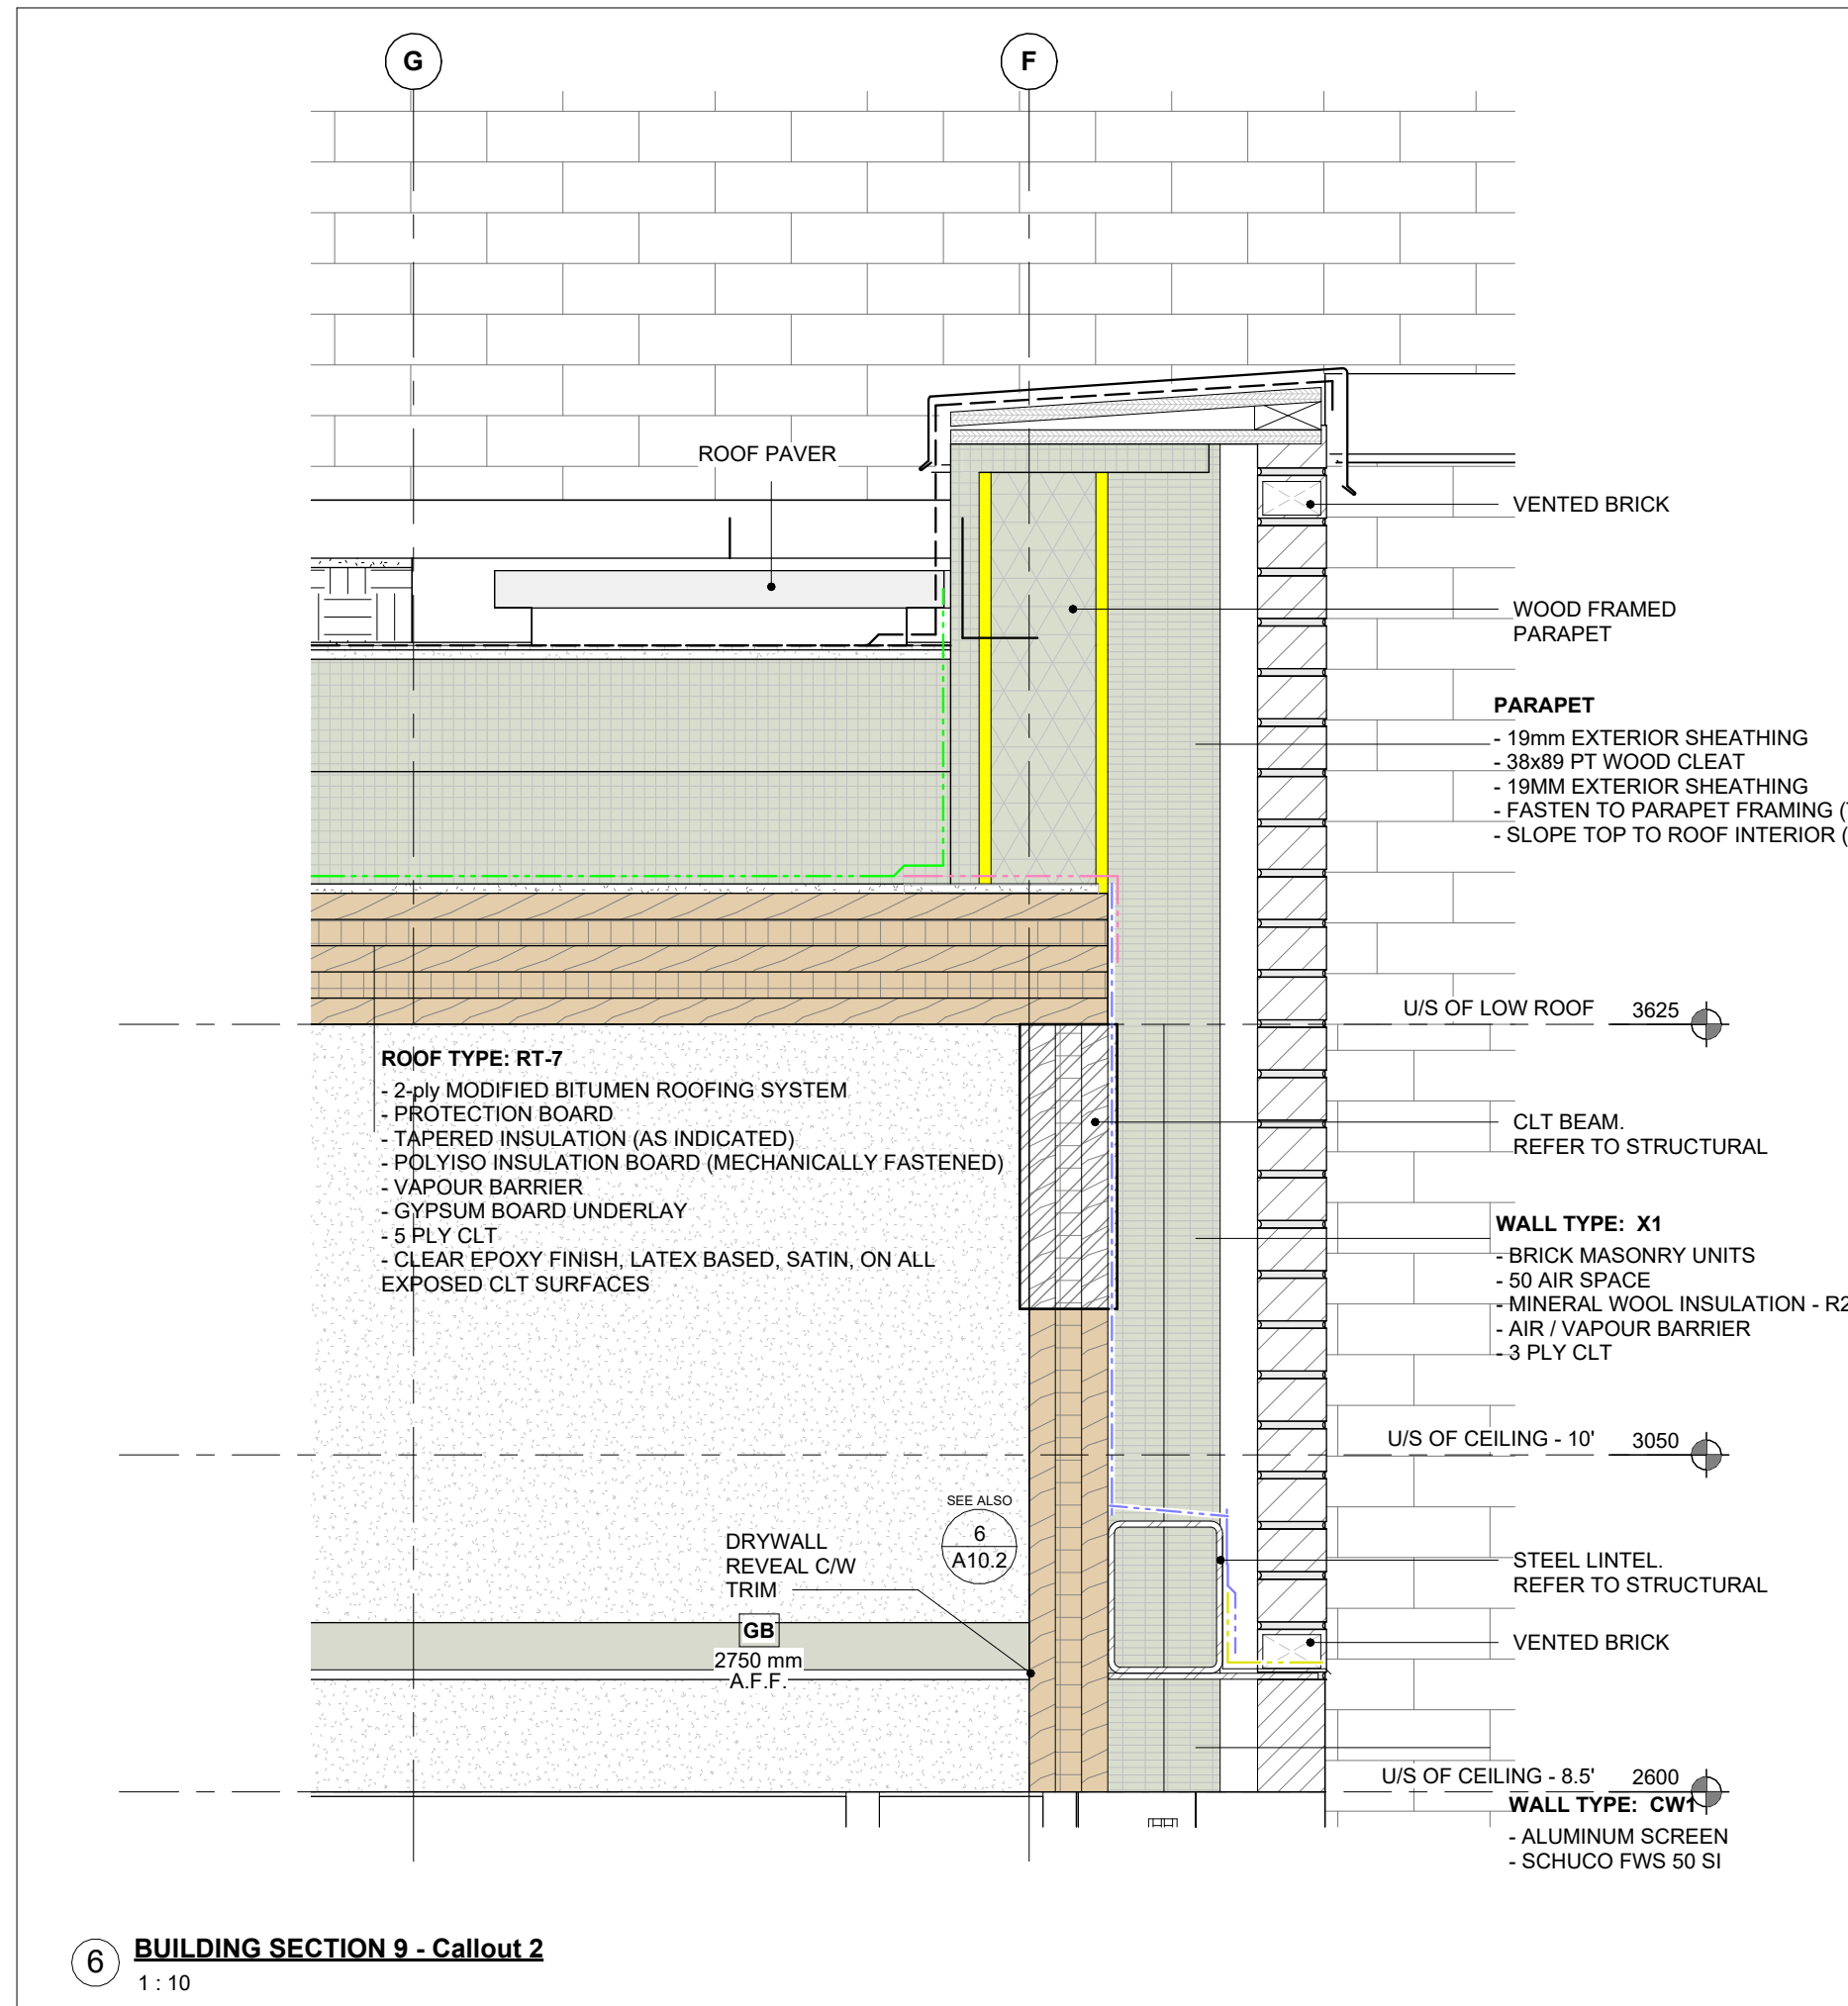 G
F
ROOF PAVER
VENTED BRICK
WOOD FRAMED
PARAPET
PARAPET
- 19mm EXTERIOR SHEATHING
- 38x89 PT WOOD CLEAT
- 19MM EXTERIOR SHEATHING
- FASTEN TO PARAPET FRAMING (
- SLOPE TOP TO ROOF INTERIOR (
U/S OF LOW ROOF 3625
ROOF TYPE: RT-7
- 2-ply MODIFIED BITUMEN ROOFING SYSTEM
- PROTECTION BOARD
- TAPERED INSULATION (AS INDICATED)
- POLYISO INSULATION BOARD (MECHANICALLY FASTENED)
- VAPOUR BARRIER
- GYPSUM BOARD UNDERLAY
- 5 PLY CLT
- CLEAR EPOXY FINISH, LATEX BASED, SATIN, ON ALL
EXPOSED CLT SURFACES
CLT BEAM.
REFER TO STRUCTURAL
WALL TYPE: X1
- BRICK MASONRY UNITS
- 50 AIR SPACE
- MINERAL WOOL INSULATION - R2
- AIR / VAPOUR BARRIER
- 3 PLY CLT
U/S OF CEILING - 10' 3050
SEE ALSO
6
A10.2
DRYWALL
REVEAL C/W
TRIM
STEEL LINTEL.
REFER TO STRUCTURAL
GB
2750 mm
A.F.F.
VENTED BRICK
U/S OF CEILING - 8.5' 2600
WALL TYPE: CW1
- ALUMINUM SCREEN
- SCHUCO FWS 50 SI
6 BUILDING SECTION 9 - Callout 2
1 : 10